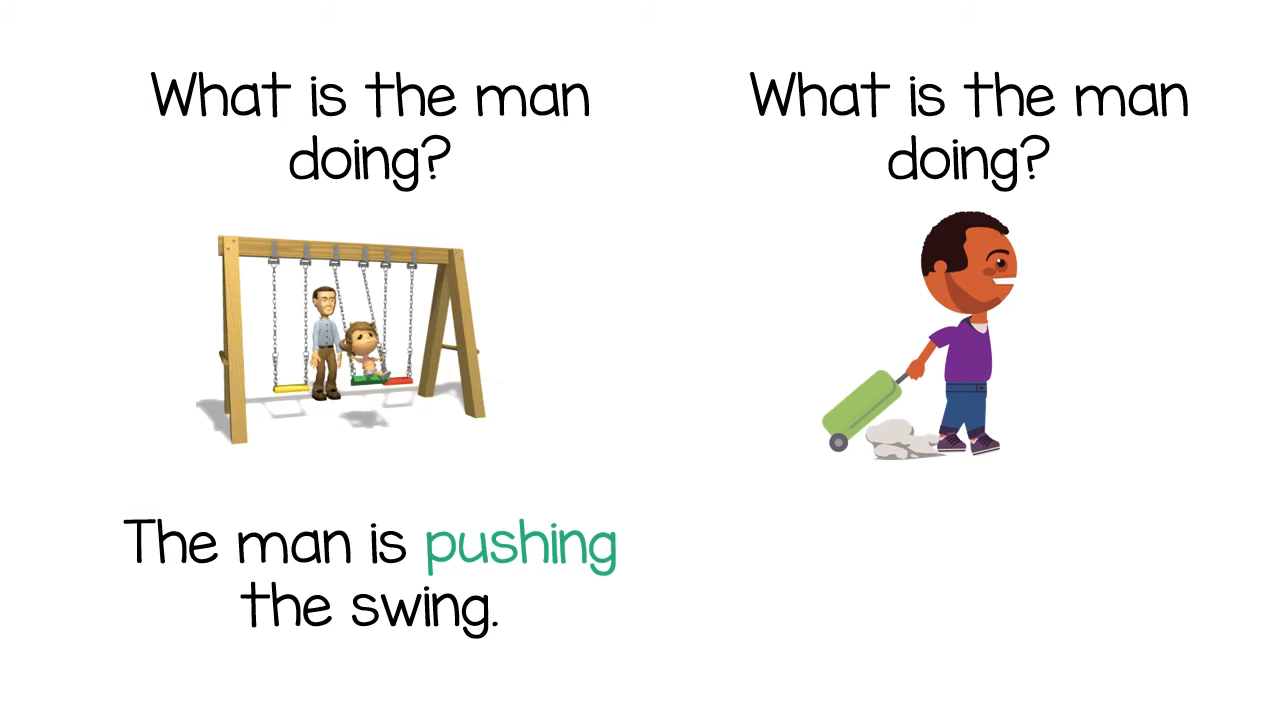 What is the man
doing?
The man is pushing
the swing.
What is the man
doing?